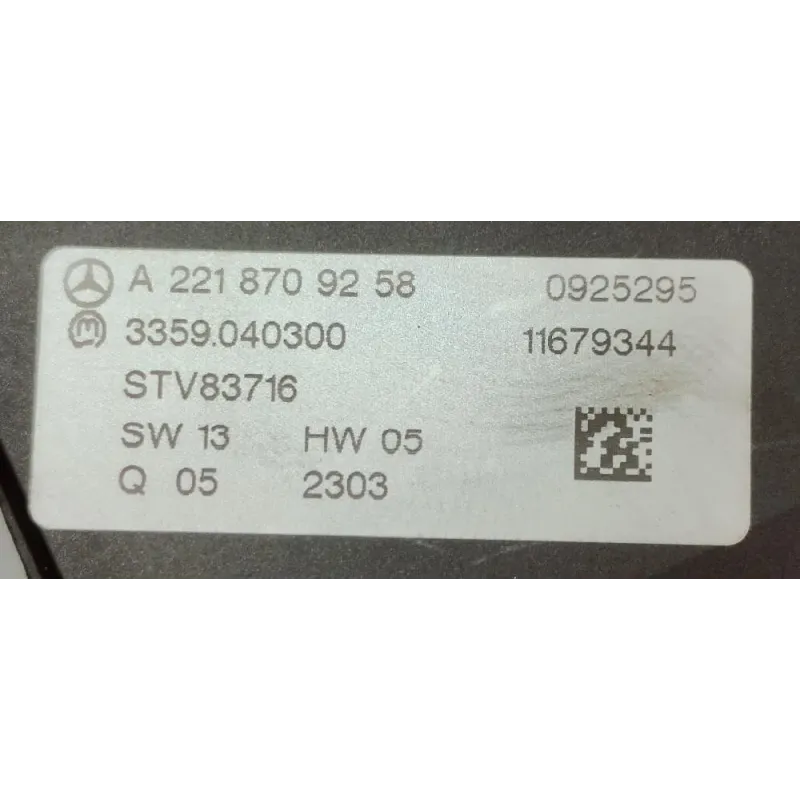 A 221 870 92 58 0925295
3359.040300 11679344
STV83716
SW 13 HW 05
Q 05 2303